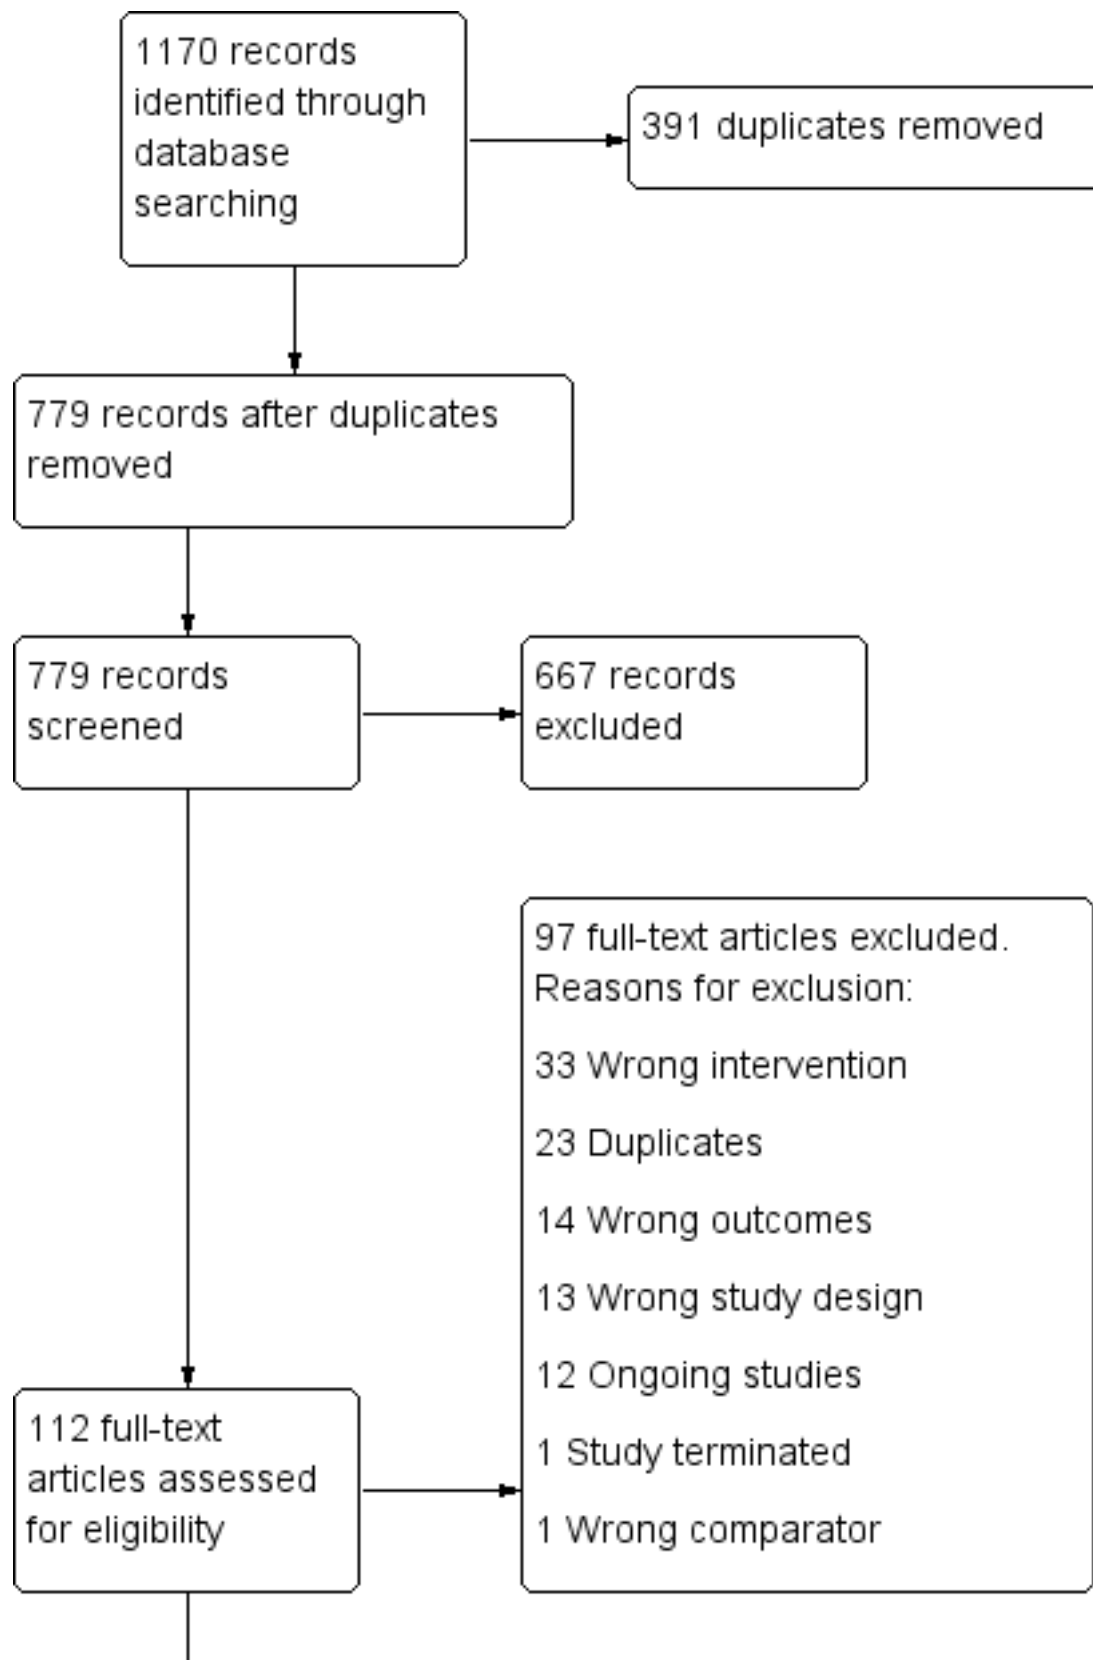 1170 records
identified through
database
searching
391 duplicates removed
779 records after duplicates
removed
779 records
screened
667 records
excluded
97 full-text articles excluded.
Reasons for exclusion:
33 Wrong intervention
23 Duplicates
14 Wrong outcomes
13 Wrong study design
12 Ongoing studies
1 Study terminated
1 Wrong comparator
112 full-text
articles assessed
for eligibility